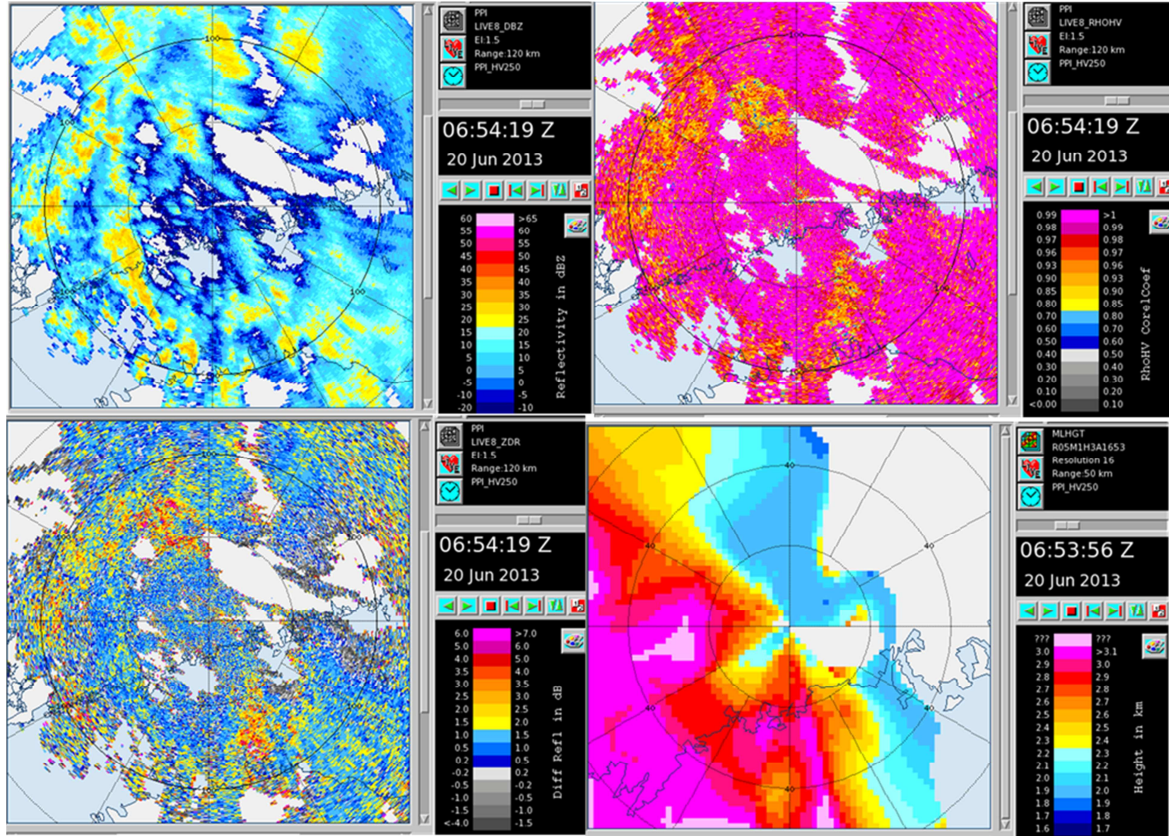 PPI
LIVE8_DBZ
El:1.5
Range:120 km
PPI_HV250
06:54:19 Z
20 Jun 2013
60 >65
55 60
50 55
45 50
40 45
35 40
30 35
25 30
20 25
15 20
10 15
5 10
0 5
-5 0
-10 -5
-20 -10
Reflectivity in dBZ
100
100
100
PPI
LIVE8_RHOHV
El:1.5
Range:120 km
PPI_HV250
06:54:19 Z
20 Jun 2013
0.99 >1
0.98 0.99
0.97 0.98
0.96 0.97
0.93 0.96
0.90 0.93
0.85 0.90
0.80 0.85
0.70 0.80
0.60 0.70
0.50 0.60
0.40 0.50
0.30 0.40
0.20 0.30
0.10 0.20
<0.00 0.10
RhoHV CorelCoef
PPI
LIVE8_ZDR
El:1.5
Range:120 km
PPI_HV250
06:54:19 Z
20 Jun 2013
6.0 >7.0
5.0 6.0
4.0 5.0
3.5 4.0
3.0 3.5
2.5 3.0
2.0 2.5
1.5 2.0
1.0 1.5
0.5 1.0
0.2 0.5
-0.2 0.2
-0.5 -0.2
-1.0 -0.5
-1.5 -1.0
<-4.0 -1.5
Diff Refl in dB
40
40
40
40
40
40
MLHGT
R05M1H3A1653
Resolution 16
Range:50 km
PPI_HV250
06:53:56 Z
20 Jun 2013
??? ???
3.0 >3.1
2.9 3.0
2.8 2.9
2.7 2.8
2.6 2.7
2.5 2.6
2.4 2.5
2.3 2.4
2.2 2.3
2.1 2.2
2.0 2.1
1.9 2.0
1.8 1.9
1.7 1.8
1.6 1.7
Height in km